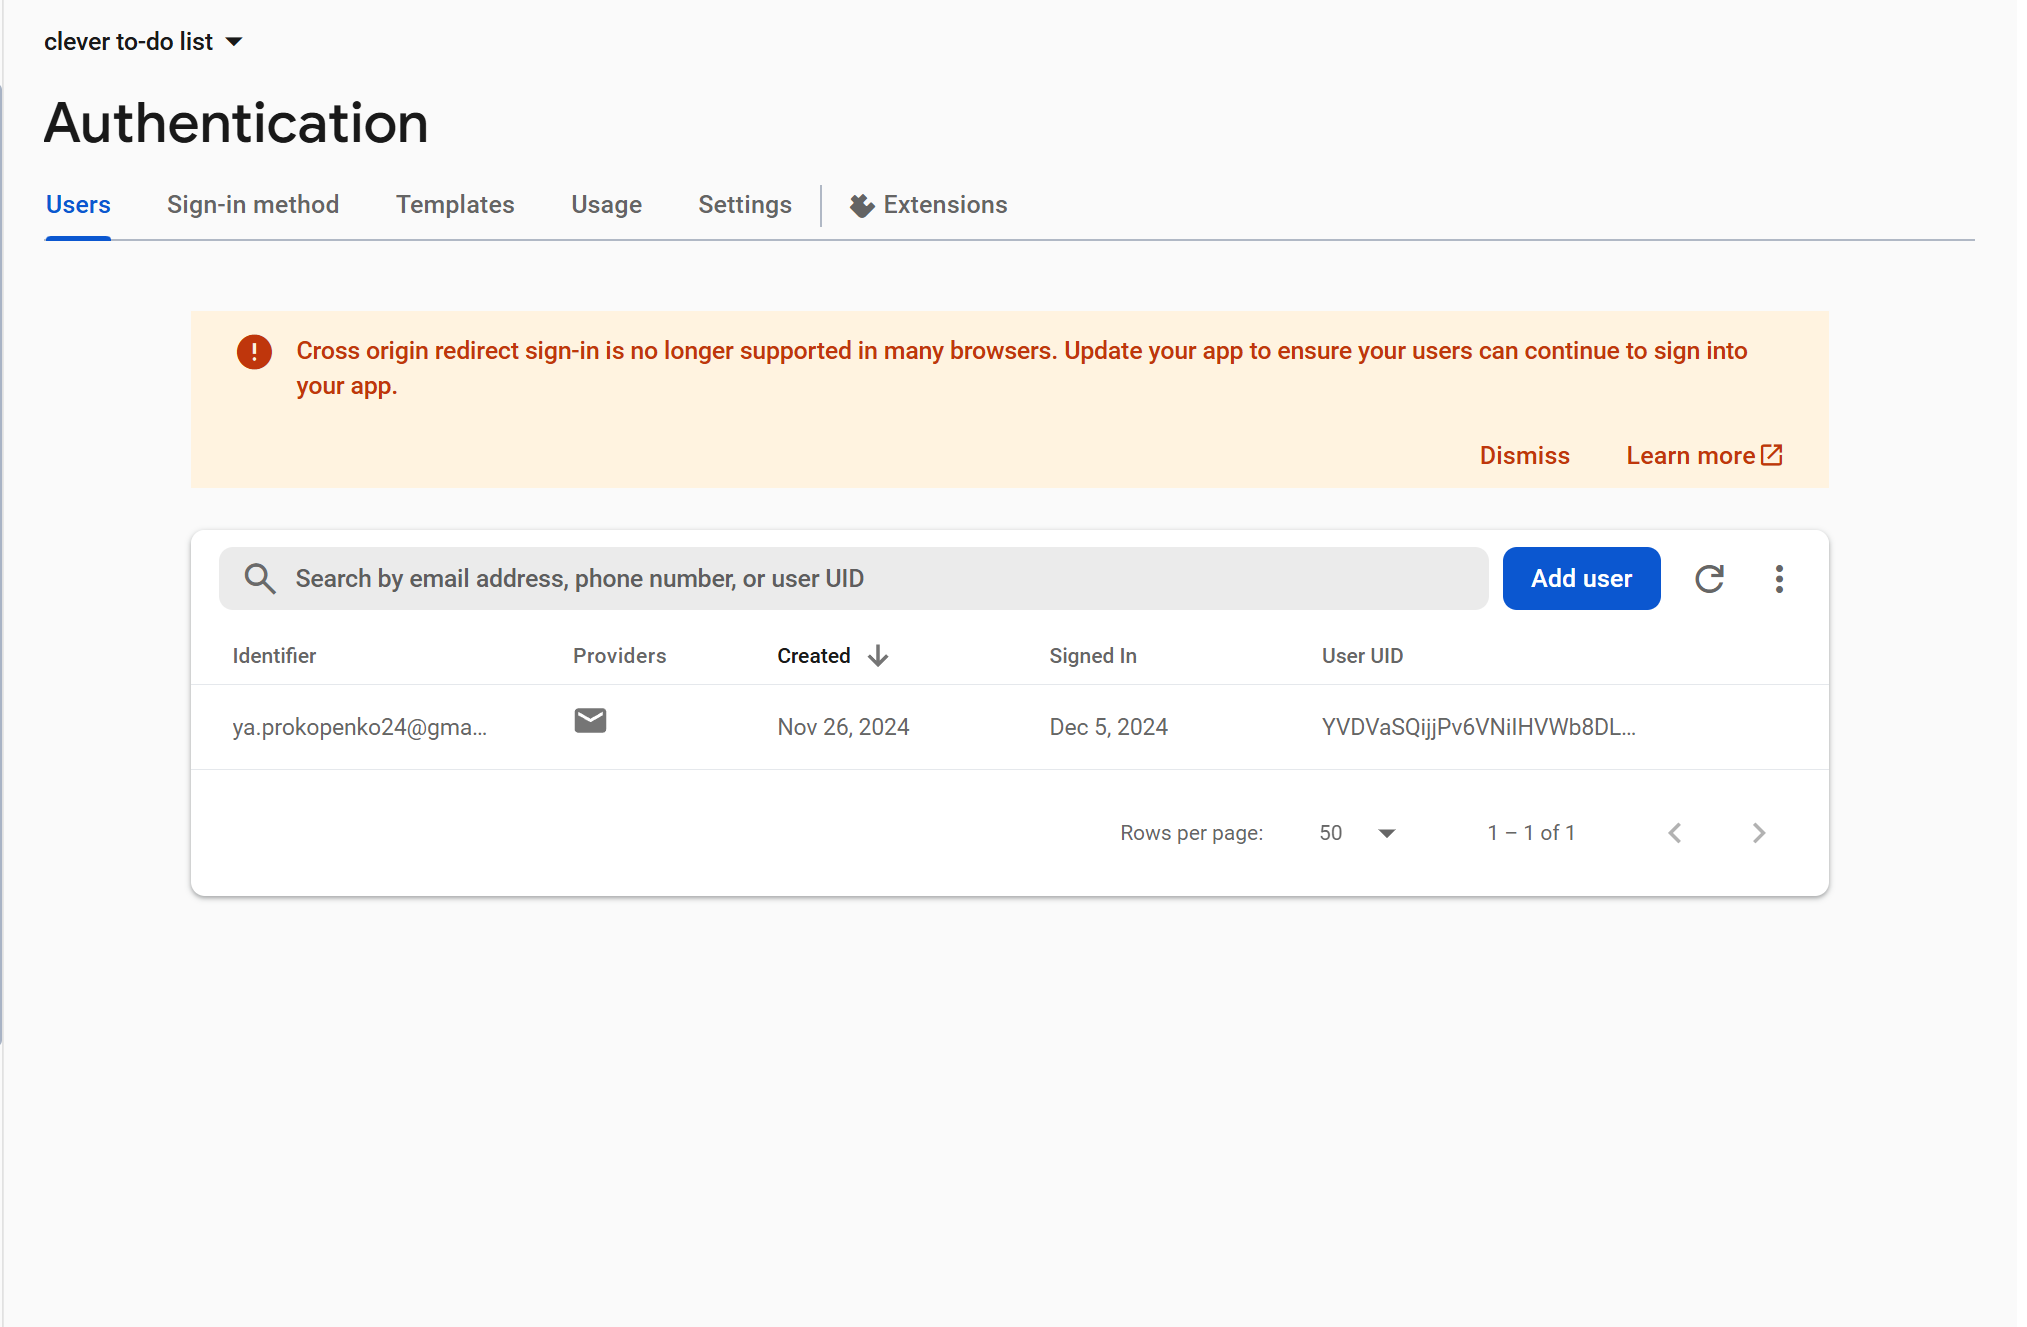 clever to-do list
Authentication
Users Sign-in method Templates Usage Settings Extensions
Cross origin redirect sign-in is no longer supported in many browsers. Update your app to ensure your users can continue to sign into
your app.
Dismiss Learn more
Search by email address, phone number, or user UID Add user
Identifier Providers Created Signed In User UID
ya.prokopenko24@gma... Nov 26, 2024 Dec 5, 2024 YVDVaSQijjPv6VNiIHVWb8DL...
Rows per page: 50 1 – 1 of 1